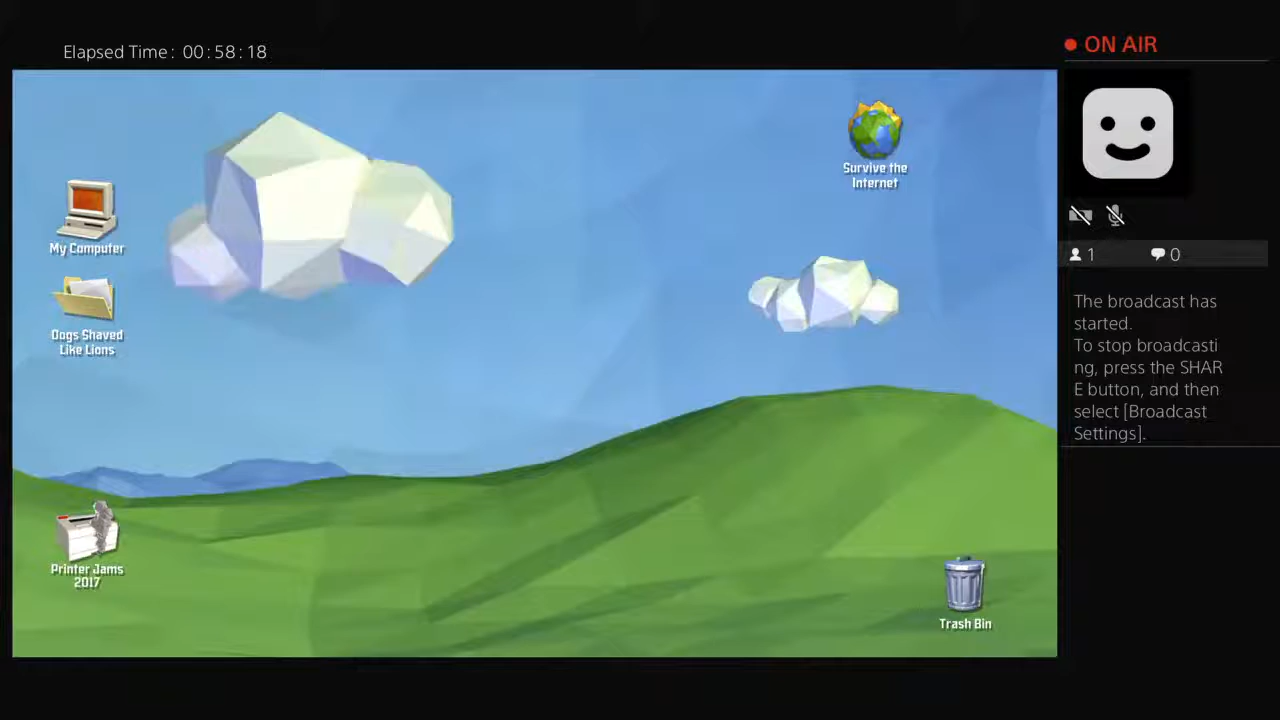 Elapsed Time: 00:58:18
ON AIR
Survive the
Internet
My Computer
Dogs Shaved
Like Lions
1 0
The broadcast has
started.
To stop broadcasti
ng, press the SHAR
E button, and then
select [Broadcast
Settings].
Printer Jams
2017
Trash Bin